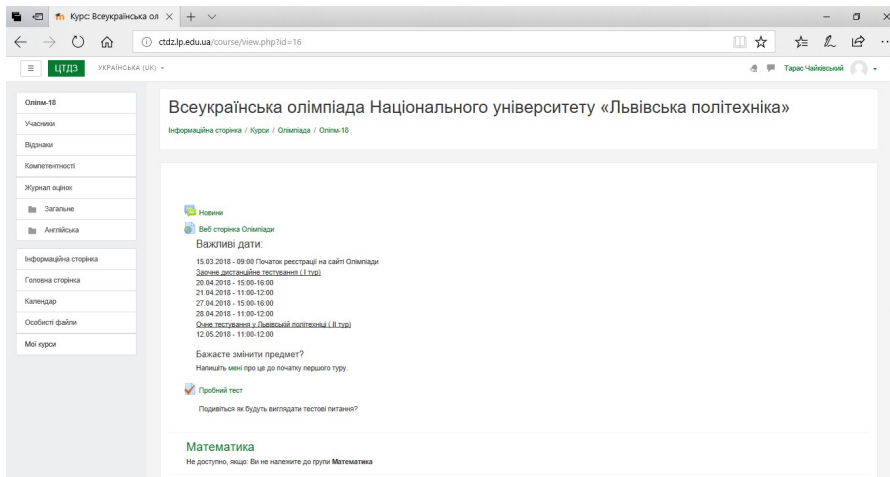 Курс: Всеукраїнська ол
ctdz.lp.edu.ua/course/view.php?id=16
ЦТДЗ
УКРАЇНСЬКА (UK)
Тарас Чайківський
Олімп-18
Учасники
Відзнаки
Компетентності
Журнал оцінок
Загальне
Англійська
Інформаційна сторінка
Головна сторінка
Календар
Особисті файли
Мої курси
Всеукраїнська олімпіада Національного університету «Львівська політехніка»
Інформаційна сторінка / Курси / Олімпіада / Олімп-18
Новини
Веб сторінка Олімпіади
Важливі дати:
15.03.2018 - 09:00 Початок реєстрації на сайті Олімпіади
Заочне дистанційне тестування ( І тур)
20.04.2018 - 15:00-16:00
21.04.2018 - 11:00-12:00
27.04.2018 - 15:00-16:00
28.04.2018 - 11:00-12:00
Очне тестування у Львівській політехніці ( ІІ тур)
12.05.2018 - 11:00-12:00
Бажаєте змінити предмет?
Напишіть мені про це до початку першого туру.
Пробний тест
Подивіться як будуть виглядати тестові питання?
Математика
Не доступно, якщо: Ви не належите до групи Математика